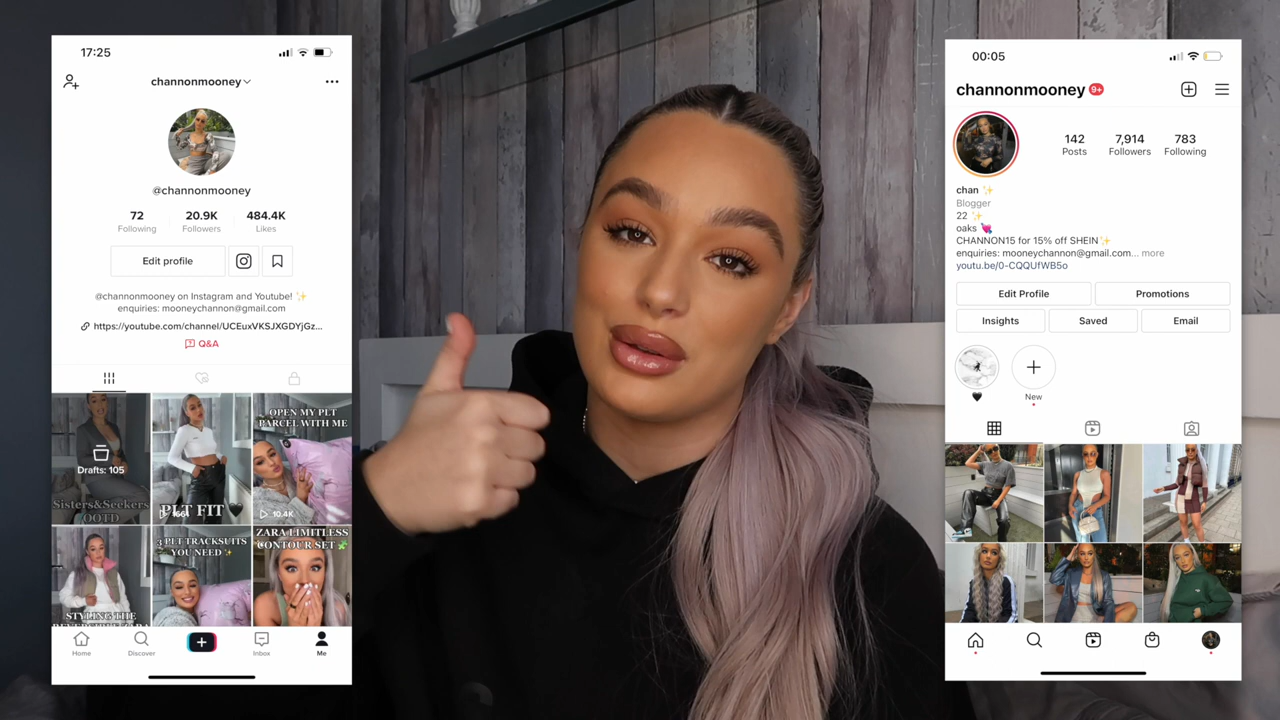 17:25
channonmooney
@channonmooney
72
Following
20.9K
Followers
484.4K
Likes
Edit profile
@channonmooney on Instagram and Youtube! ✨
enquiries: mooneychannon@gmail.com
https://youtube.com/channel/UCEuxVKSJXGDYjGz...
Q&A
Drafts: 105
Sisters&Seekers
OOTD
PLT FIT 🖤
OPEN MY PLT
PARCEL WITH ME
10.4K
STYLING THE
3 PLT TRACKSUITS
YOU NEED ✨
ZARA LIMITLESS
CONTOUR SET
Home
Discover
Inbox
Me
00:05
channonmooney 9+
142
Posts
7,914
Followers
783
Following
chan ✨
Blogger
22 ✨
oaks 💘
CHANNON15 for 15% off SHEIN✨
enquiries: mooneychannon@gmail.com... more
youtu.be/0-CQQUfWB5o
Edit Profile
Promotions
Insights
Saved
Email
🖤
New